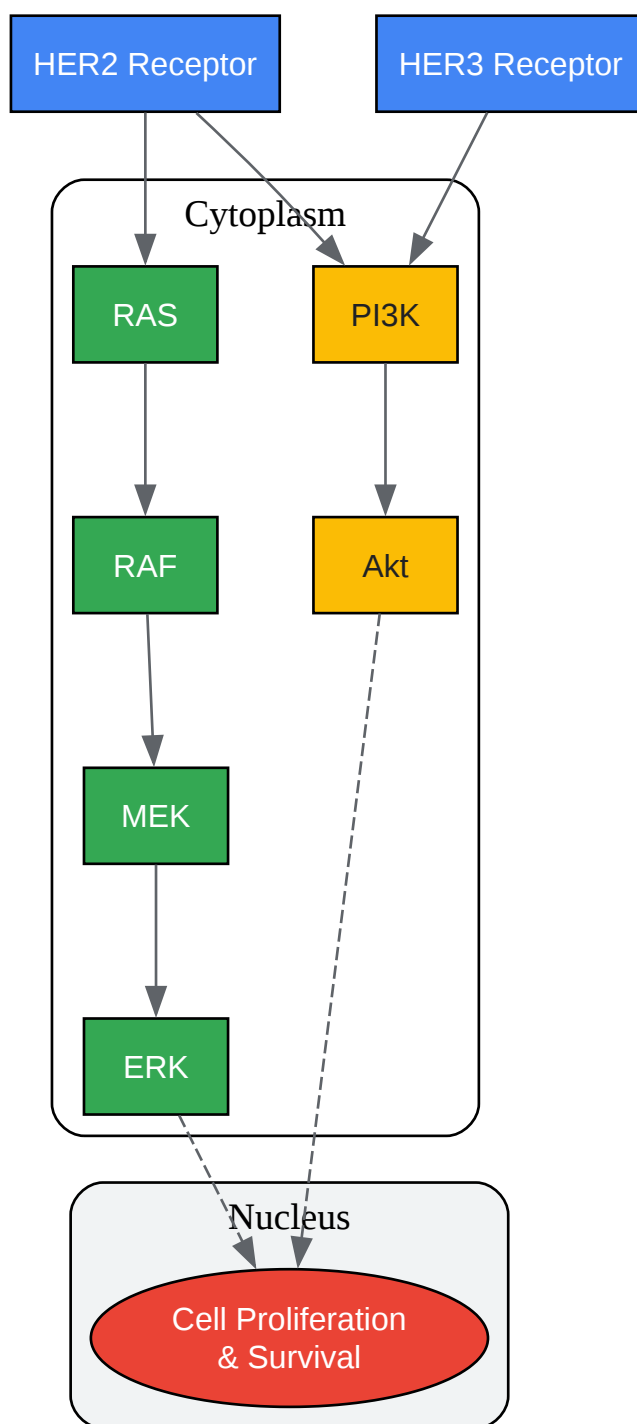 HER2 Receptor
HER3 Receptor
Cytoplasm
RAS
PI3K
RAF
Akt
MEK
ERK
Nucleus
Cell Proliferation
& Survival